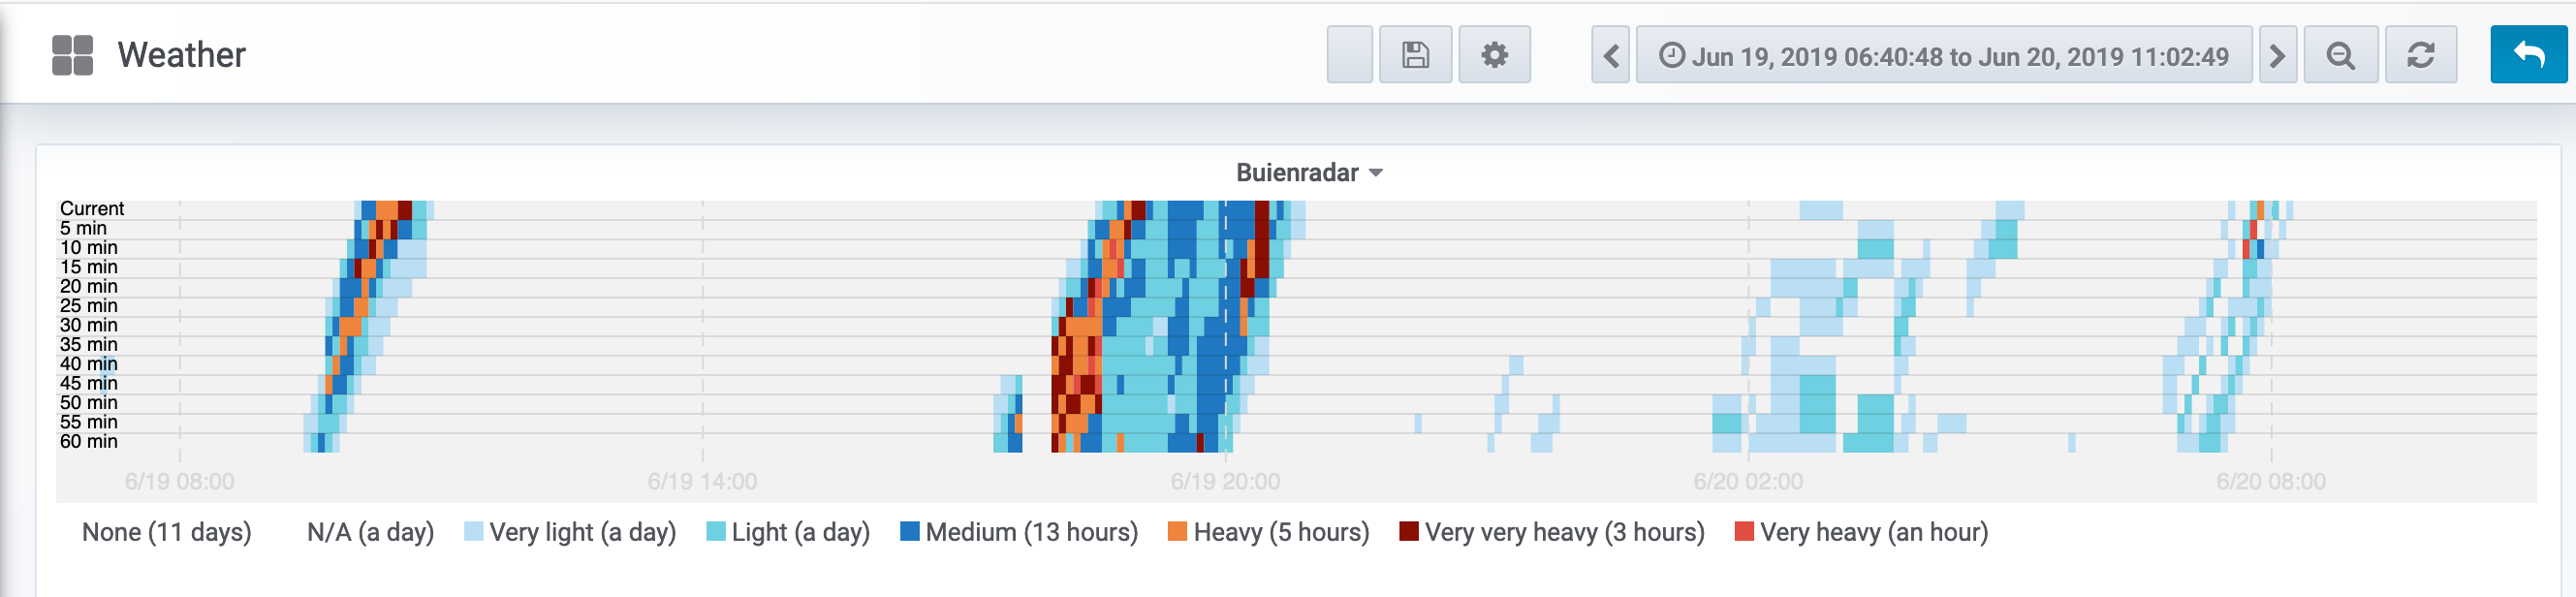 Weather
Jun 19, 2019 06:40:48 to Jun 20, 2019 11:02:49
Buienradar
Current
5 min
10 min
15 min
20 min
25 min
30 min
35 min
40 min
45 min
50 min
55 min
60 min
6/19 08:00 6/19 14:00 6/19 20:00 6/20 02:00 6/20 08:00
None (11 days) N/A (a day) Very light (a day) Light (a day) Medium (13 hours) Heavy (5 hours) Very very heavy (3 hours) Very heavy (an hour)